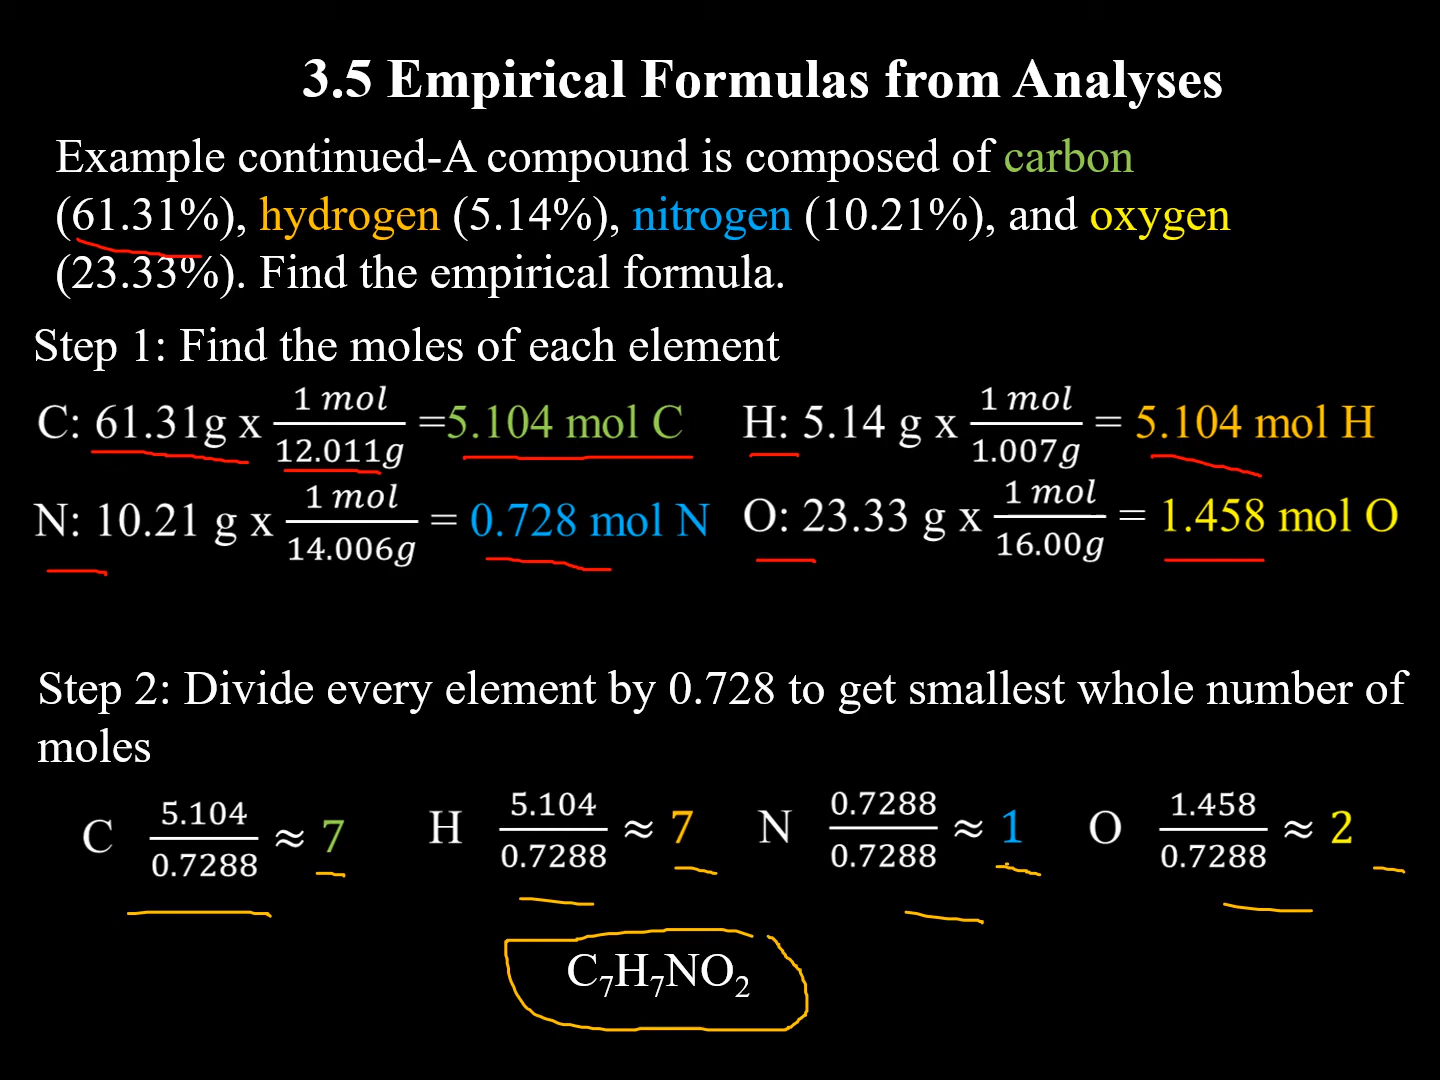 3.5 Empirical Formulas from Analyses
Example continued-A compound is composed of carbon
(61.31%), hydrogen (5.14%), nitrogen (10.21%), and oxygen
(23.33%). Find the empirical formula.
Step 1: Find the moles of each element
C: 61.31g x 1 mol / 12.011g =5.104 mol C
H: 5.14 g x 1 mol / 1.007g = 5.104 mol H
N: 10.21 g x 1 mol / 14.006g = 0.728 mol N
O: 23.33 g x 1 mol / 16.00g = 1.458 mol O
Step 2: Divide every element by 0.728 to get smallest whole number of
moles
C 5.104 / 0.7288 ≈ 7
H 5.104 / 0.7288 ≈ 7
N 0.7288 / 0.7288 ≈ 1
O 1.458 / 0.7288 ≈ 2
C₇H₇NO₂